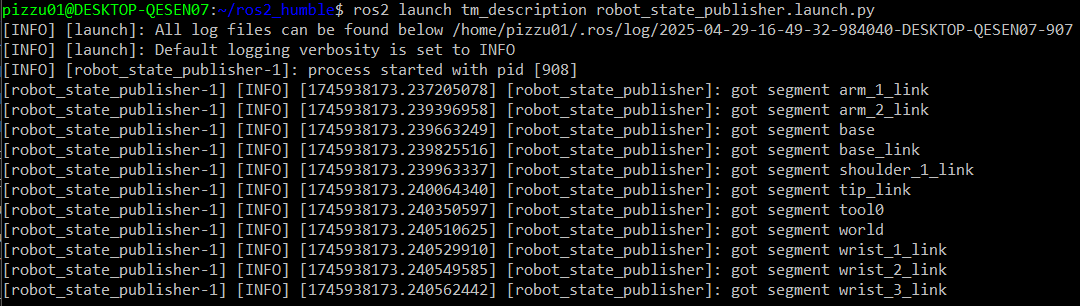 pizzu01@DESKTOP-QESEN07:~/ros2_humble$ ros2 launch tm_description robot_state_publisher.launch.py
[INFO] [launch]: All log files can be found below /home/pizzu01/.ros/log/2025-04-29-16-49-32-984040-DESKTOP-QESEN07-907
[INFO] [launch]: Default logging verbosity is set to INFO
[INFO] [robot_state_publisher-1]: process started with pid [908]
[robot_state_publisher-1] [INFO] [1745938173.237205078] [robot_state_publisher]: got segment arm_1_link
[robot_state_publisher-1] [INFO] [1745938173.239396958] [robot_state_publisher]: got segment arm_2_link
[robot_state_publisher-1] [INFO] [1745938173.239663249] [robot_state_publisher]: got segment base
[robot_state_publisher-1] [INFO] [1745938173.239825516] [robot_state_publisher]: got segment base_link
[robot_state_publisher-1] [INFO] [1745938173.239963337] [robot_state_publisher]: got segment shoulder_1_link
[robot_state_publisher-1] [INFO] [1745938173.240064340] [robot_state_publisher]: got segment tip_link
[robot_state_publisher-1] [INFO] [1745938173.240350597] [robot_state_publisher]: got segment tool0
[robot_state_publisher-1] [INFO] [1745938173.240510625] [robot_state_publisher]: got segment world
[robot_state_publisher-1] [INFO] [1745938173.240529910] [robot_state_publisher]: got segment wrist_1_link
[robot_state_publisher-1] [INFO] [1745938173.240549585] [robot_state_publisher]: got segment wrist_2_link
[robot_state_publisher-1] [INFO] [1745938173.240562442] [robot_state_publisher]: got segment wrist_3_link